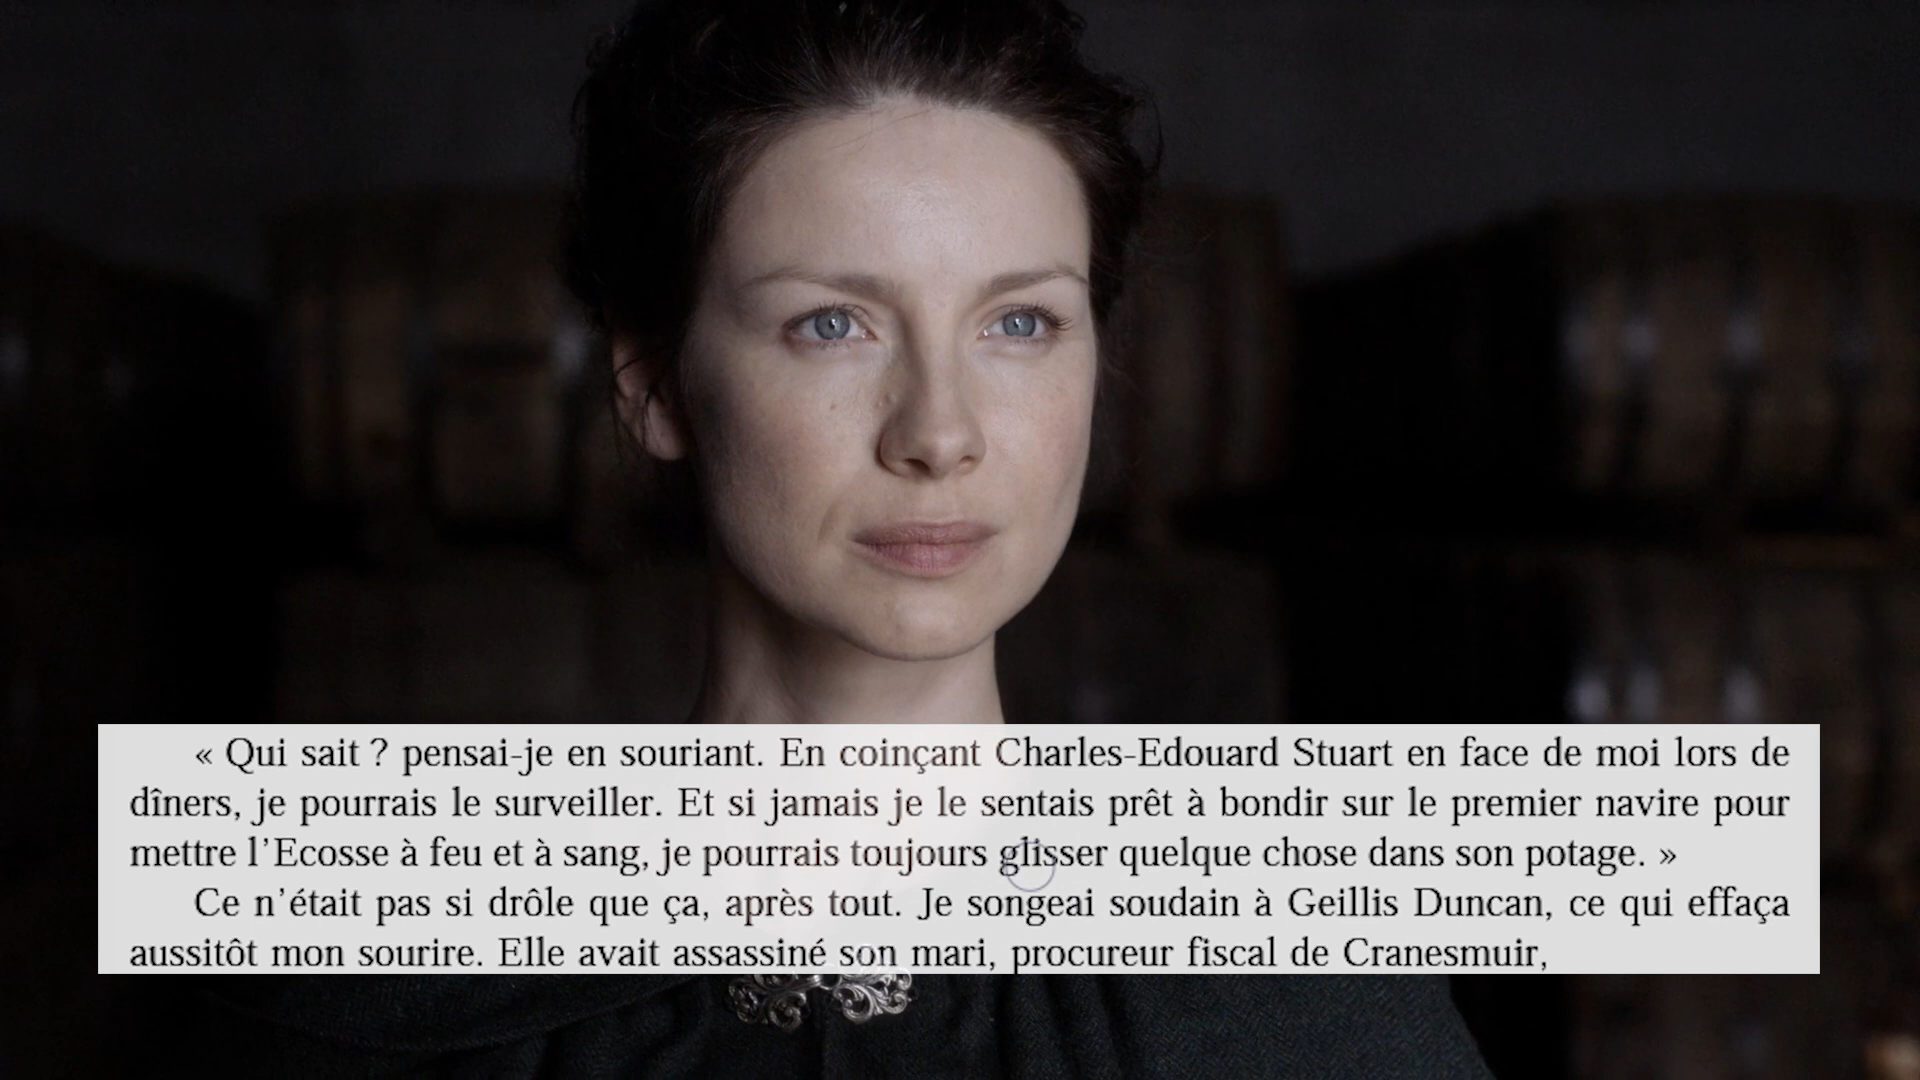 « Qui sait ? pensai-je en souriant. En coinçant Charles-Edouard Stuart en face de moi lors de
dîners, je pourrais le surveiller. Et si jamais je le sentais prêt à bondir sur le premier navire pour
mettre l’Ecosse à feu et à sang, je pourrais toujours glisser quelque chose dans son potage. »
Ce n’était pas si drôle que ça, après tout. Je songeai soudain à Geillis Duncan, ce qui effaça
aussitôt mon sourire. Elle avait assassiné son mari, procureur fiscal de Cranesmuir,